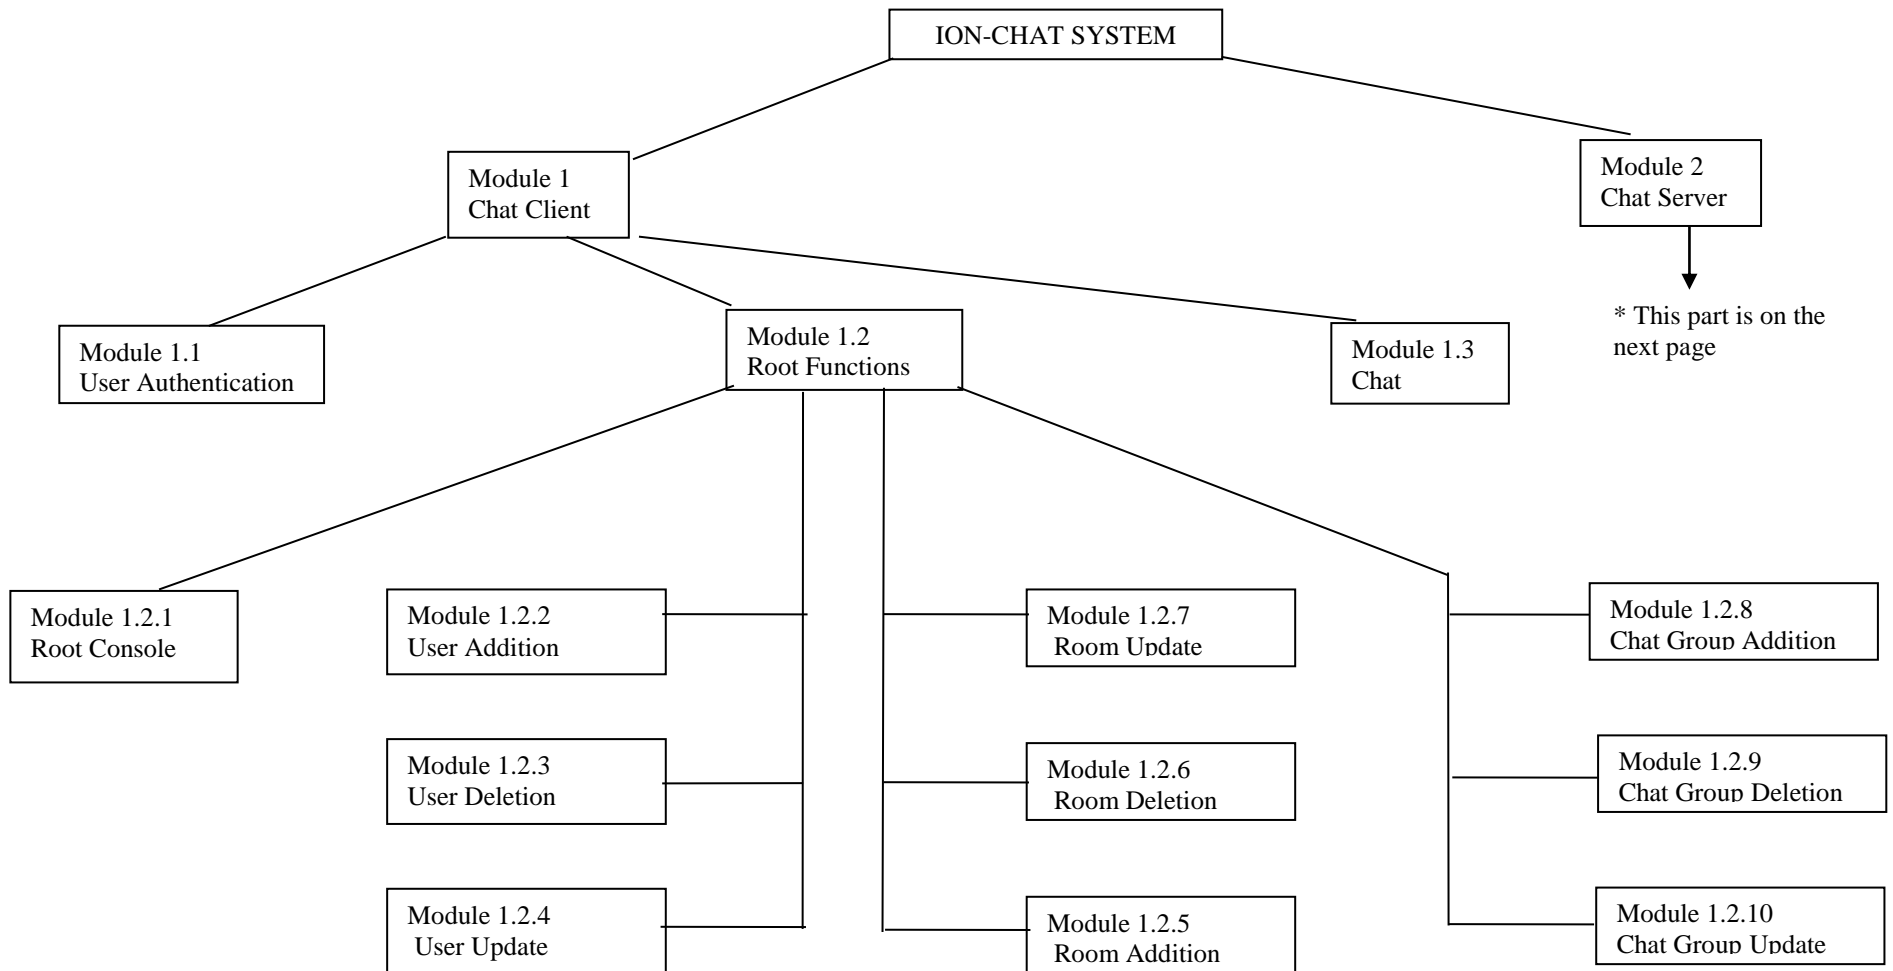 ION-CHAT SYSTEM
Module 1
Chat Client
Module 2
Chat Server
* This part is on the
next page
Module 1.1
User Authentication
Module 1.2
Root Functions
Module 1.3
Chat
Module 1.2.1
Root Console
Module 1.2.2
User Addition
Module 1.2.7
Room Update
Module 1.2.8
Chat Group Addition
Module 1.2.3
User Deletion
Module 1.2.6
Room Deletion
Module 1.2.9
Chat Group Deletion
Module 1.2.4
User Update
Module 1.2.5
Room Addition
Module 1.2.10
Chat Group Update